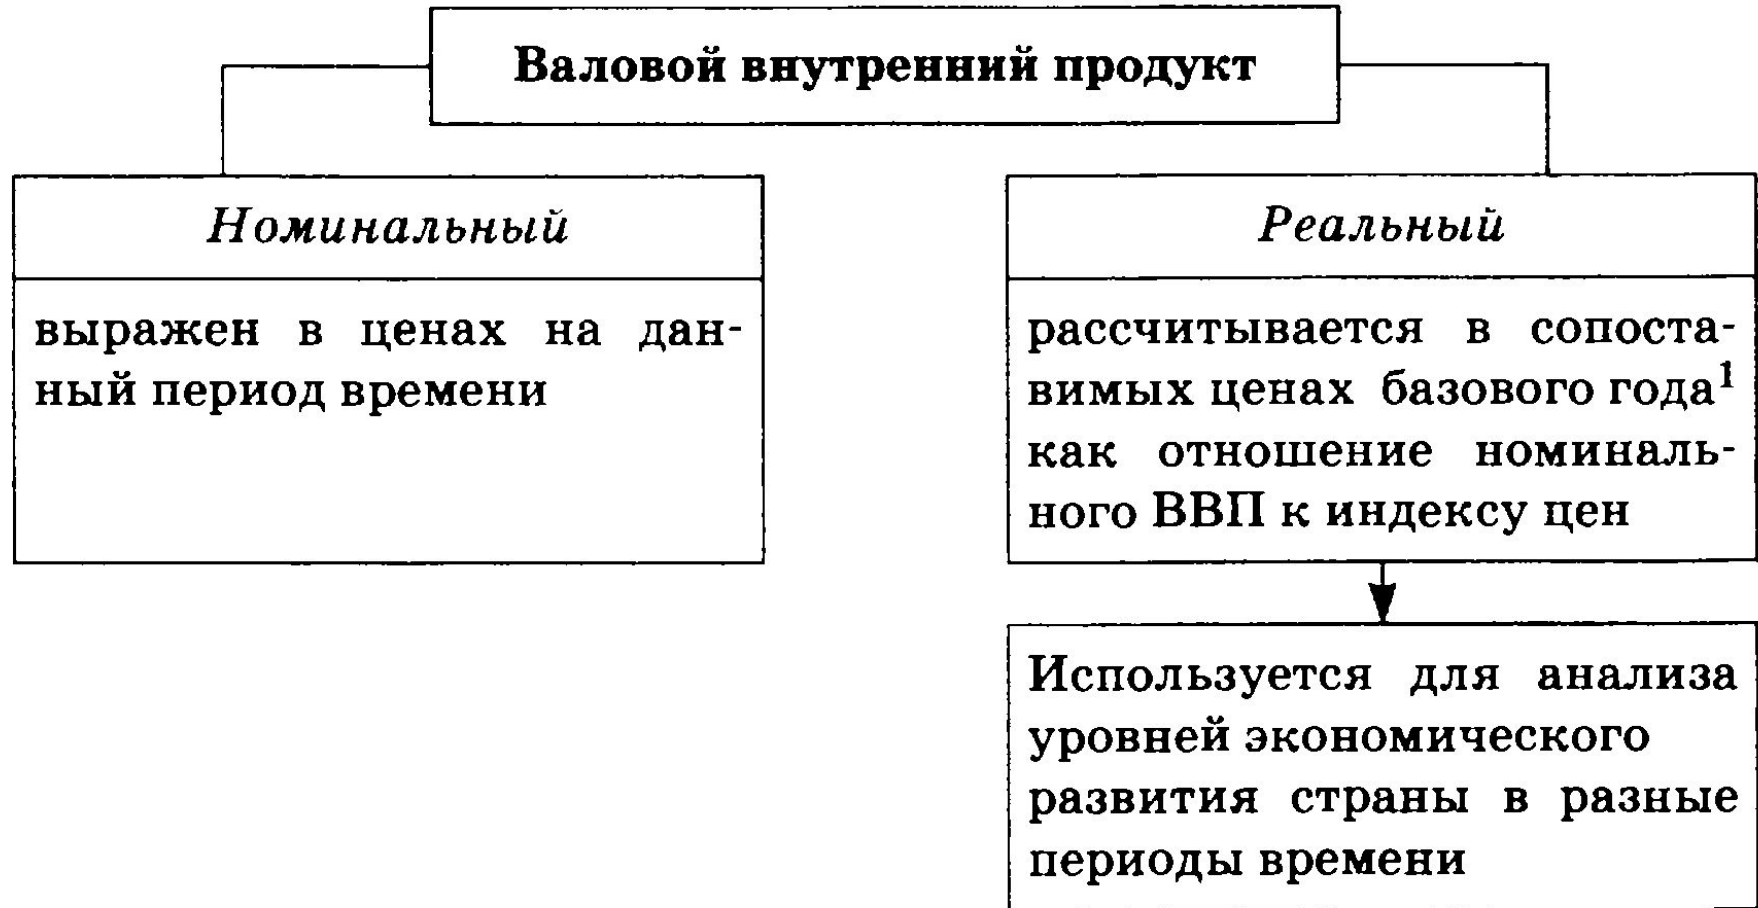 Валовой внутренний продукт
Номинальный
выражен в ценах на дан-
ный период времени
Реальный
рассчитывается в сопоста-
вимых ценах базового года¹
как отношение номиналь-
ного ВВП к индексу цен
Используется для анализа
уровней экономического
развития страны в разные
периоды времени